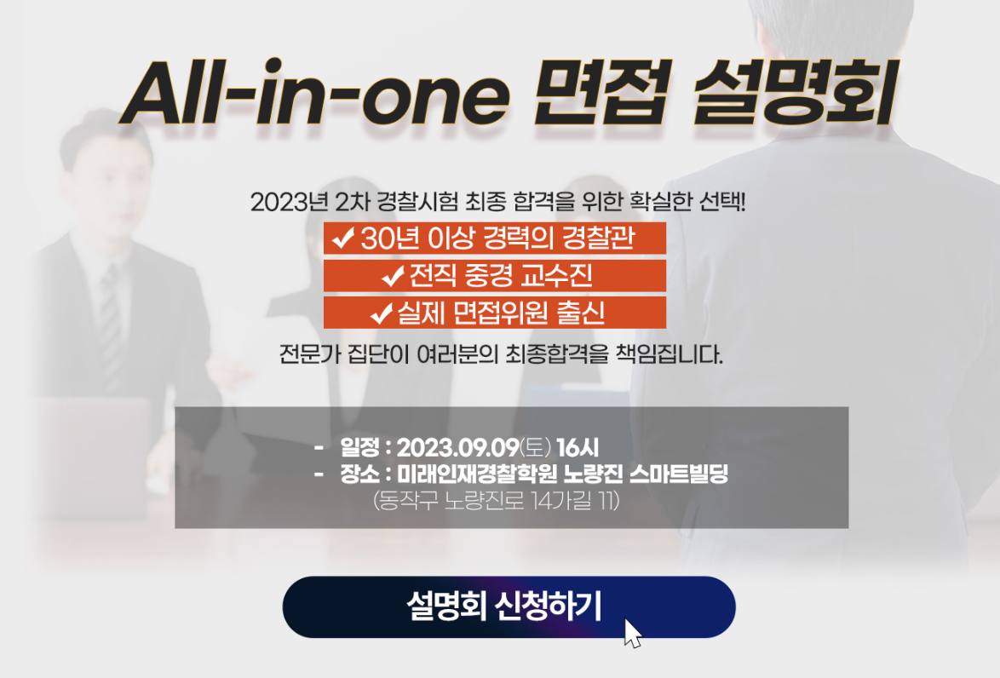 All-in-one 면접 설명회
2023년 2차 경찰시험 최종 합격을 위한 확실한 선택!
✓ 30년 이상 경력의 경찰관
✓ 전직 중경 교수진
✓ 실제 면접위원 출신
전문가 집단이 여러분의 최종합격을 책임집니다.
- 일정 : 2023.09.09(토) 16시
- 장소 : 미래인재경찰학원 노량진 스마트빌딩
(동작구 노량진로 14가길 11)
설명회 신청하기